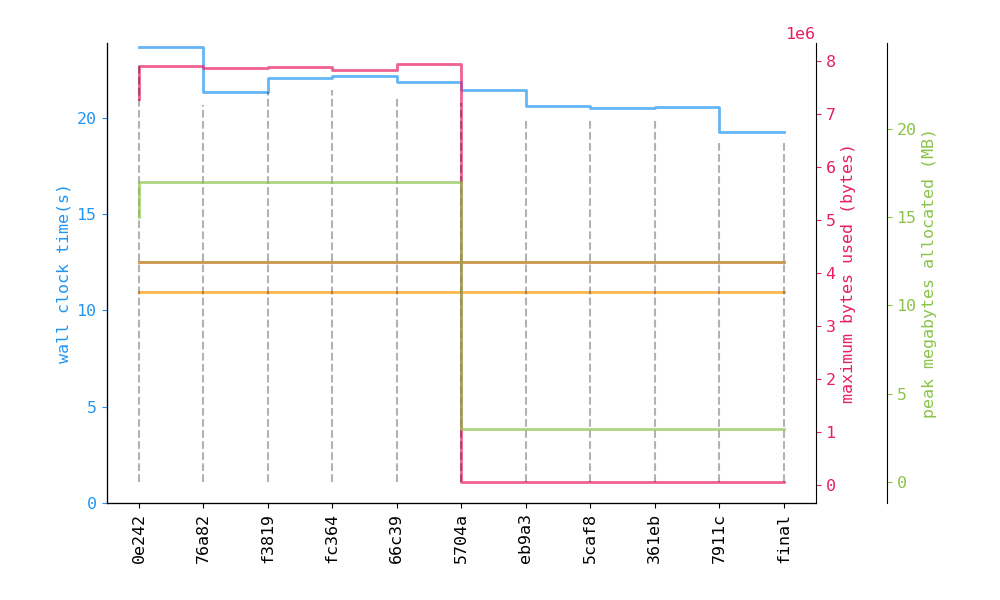 1e6
wall clock time(s)
20
15
10
5
0
8
7
6
5
4
3
2
1
0
maximum bytes used (bytes)
20
15
10
5
0
peak megabytes allocated (MB)
0e242
76a82
f3819
fc364
66c39
5704a
eb9a3
5caf8
361eb
7911c
final